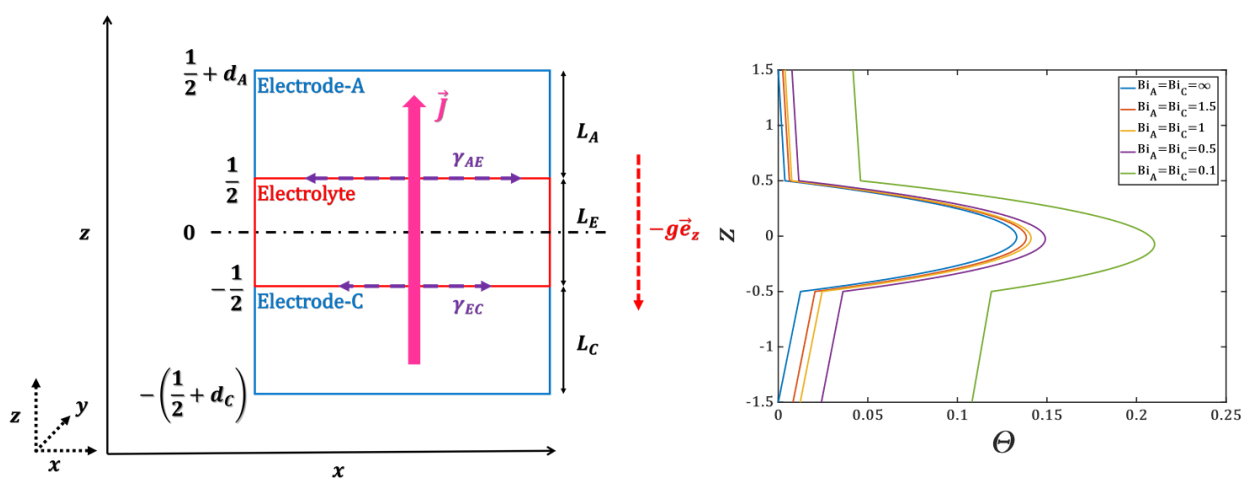 z
1/2 + d_A
Electrode-A
J⃗
L_A
γ_AE
1/2
Electrolyte
L_E
0
-g e⃗_z
-1/2
Electrode-C
γ_EC
L_C
-(1/2 + d_C)
z
y
x
x
1.5
1
0.5
0
-0.5
-1
-1.5
Z
Bi_A=Bi_C=∞
Bi_A=Bi_C=1.5
Bi_A=Bi_C=1
Bi_A=Bi_C=0.5
Bi_A=Bi_C=0.1
0 0.05 0.1 0.15 0.2 0.25
Θ